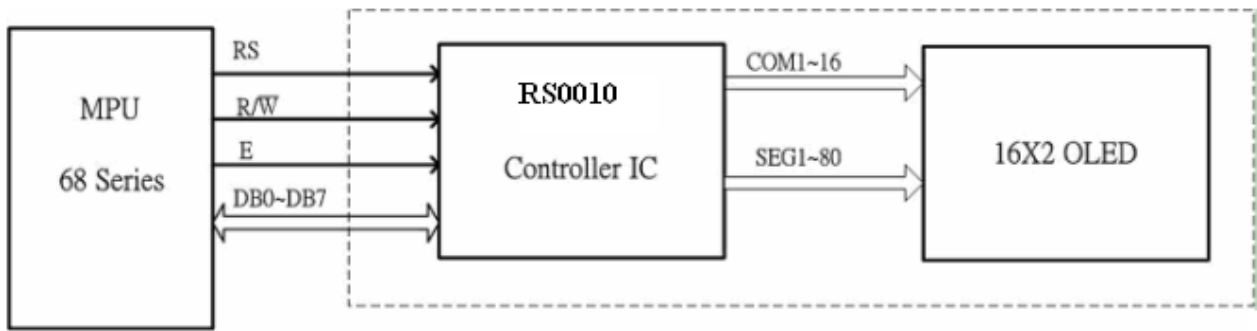 MPU
68 Series
RS
R/W
E
DB0~DB7
RS0010
Controller IC
COM1~16
SEG1~80
16X2 OLED